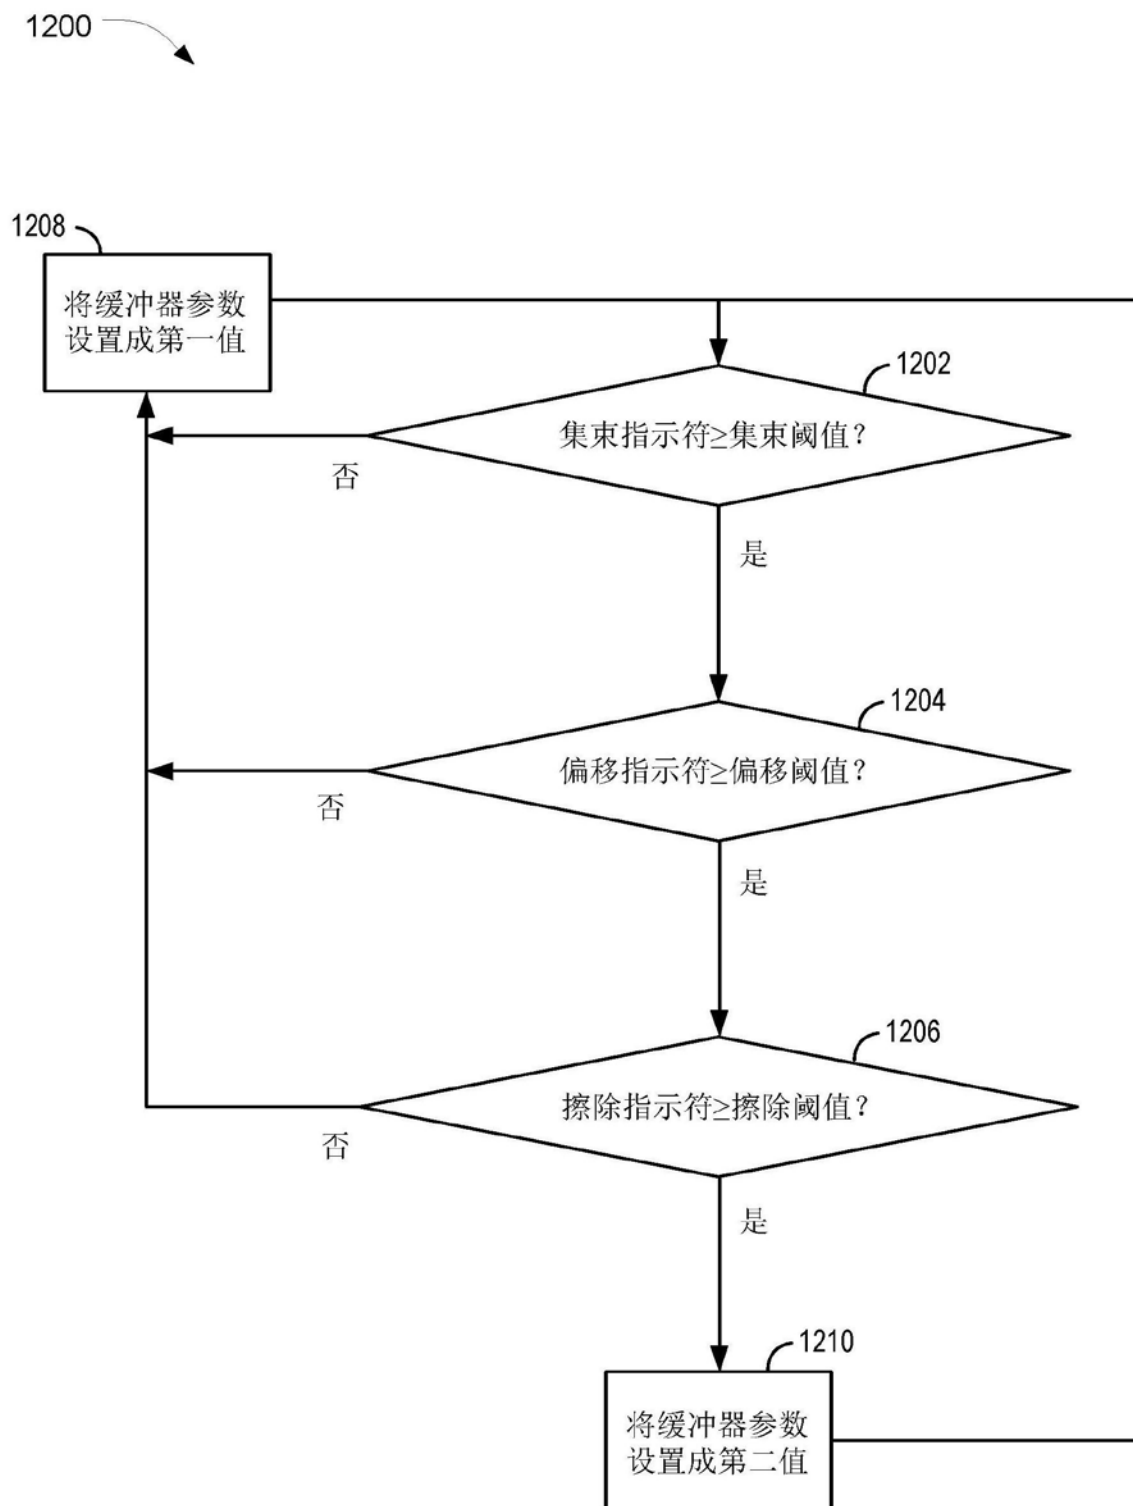 1200
1208
将缓冲器参数
设置成第一值
1202
集束指示符≥集束阈值？
否
是
1204
偏移指示符≥偏移阈值？
否
是
1206
擦除指示符≥擦除阈值？
否
是
1210
将缓冲器参数
设置成第二值